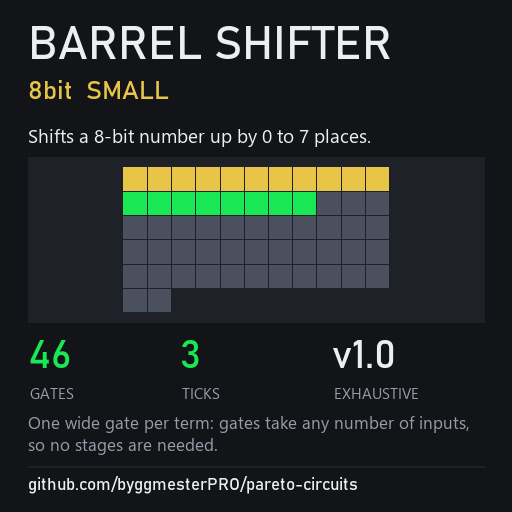 BARREL SHIFTER
8bit SMALL
Shifts a 8-bit number up by 0 to 7 places.
46 3 v1.0
GATES TICKS EXHAUSTIVE
One wide gate per term: gates take any number of inputs,
so no stages are needed.
github.com/byggmesterPRO/pareto-circuits